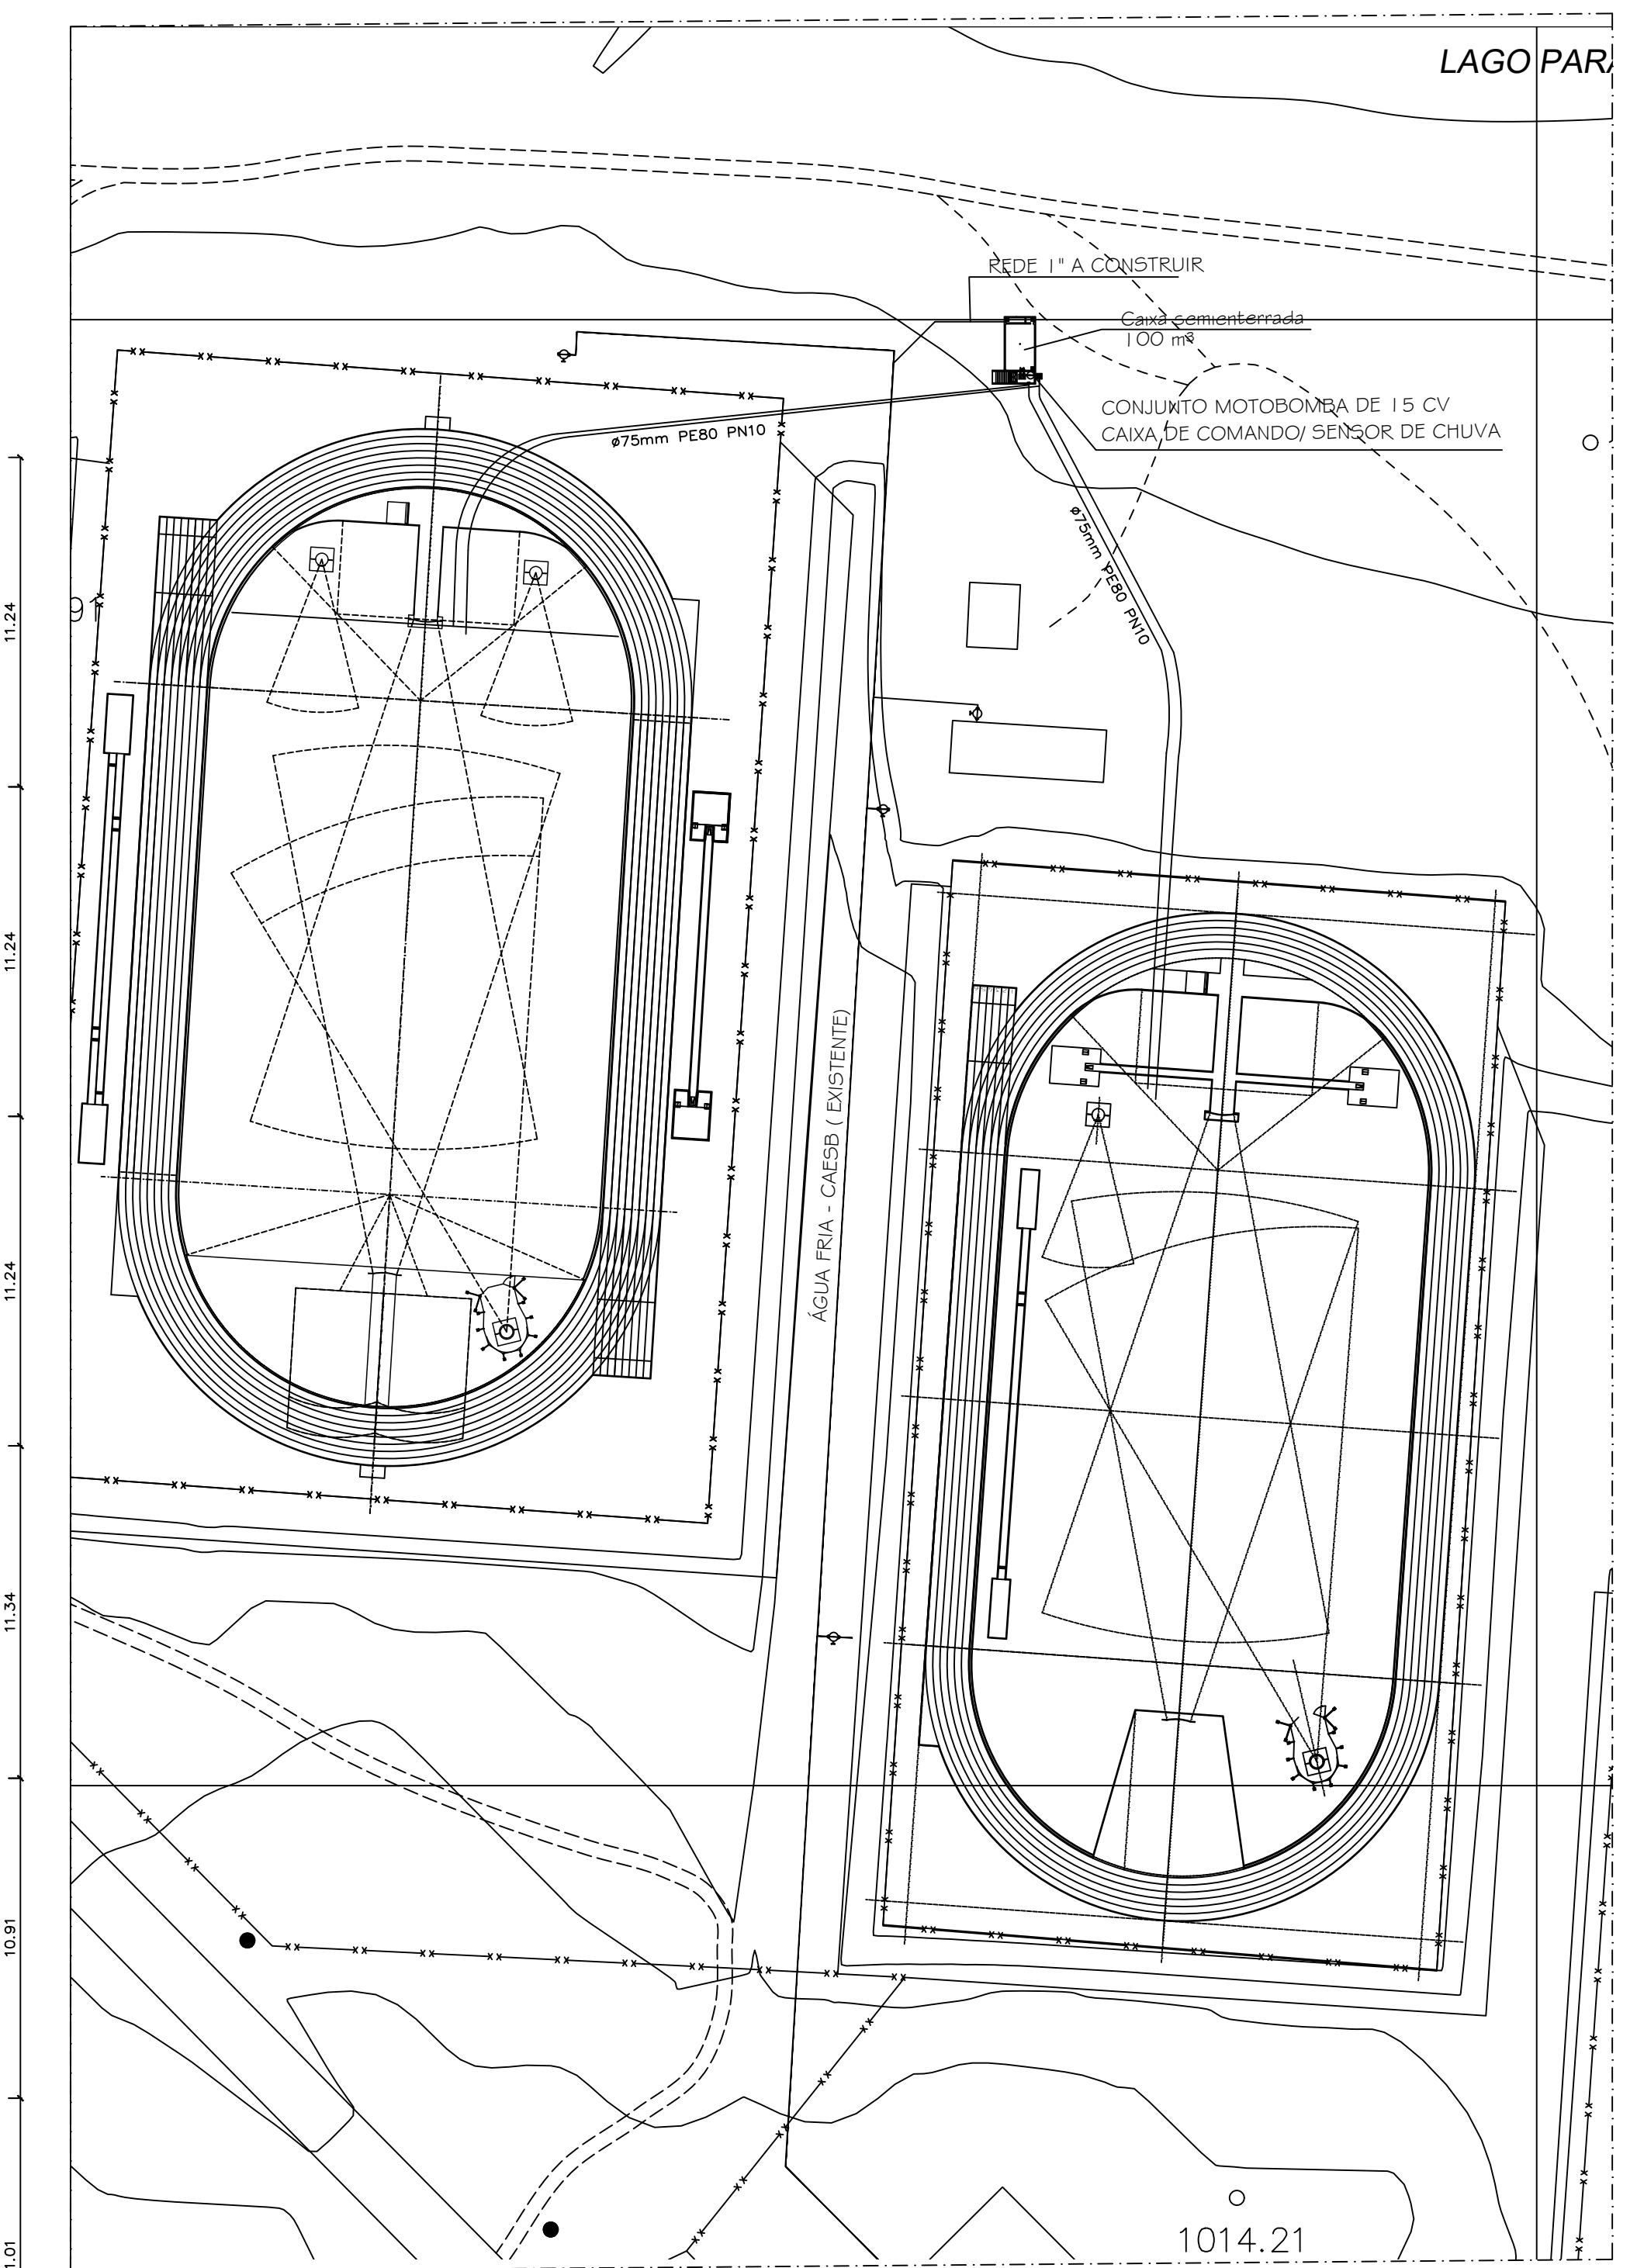 LAGO PARA
REDE 1" A CONSTRUIR
Caixa semienterrada
100 m³
CONJUNTO MOTOBOMBA DE 15 CV
CAIXA DE COMANDO/ SENSOR DE CHUVA
ø75mm PE80 PN10
ø75mm PE80 PN10
91
11.24
11.24
11.24
11.34
10.91
ÁGUA FRIA - CAESB ( EXISTENTE)
1014.21